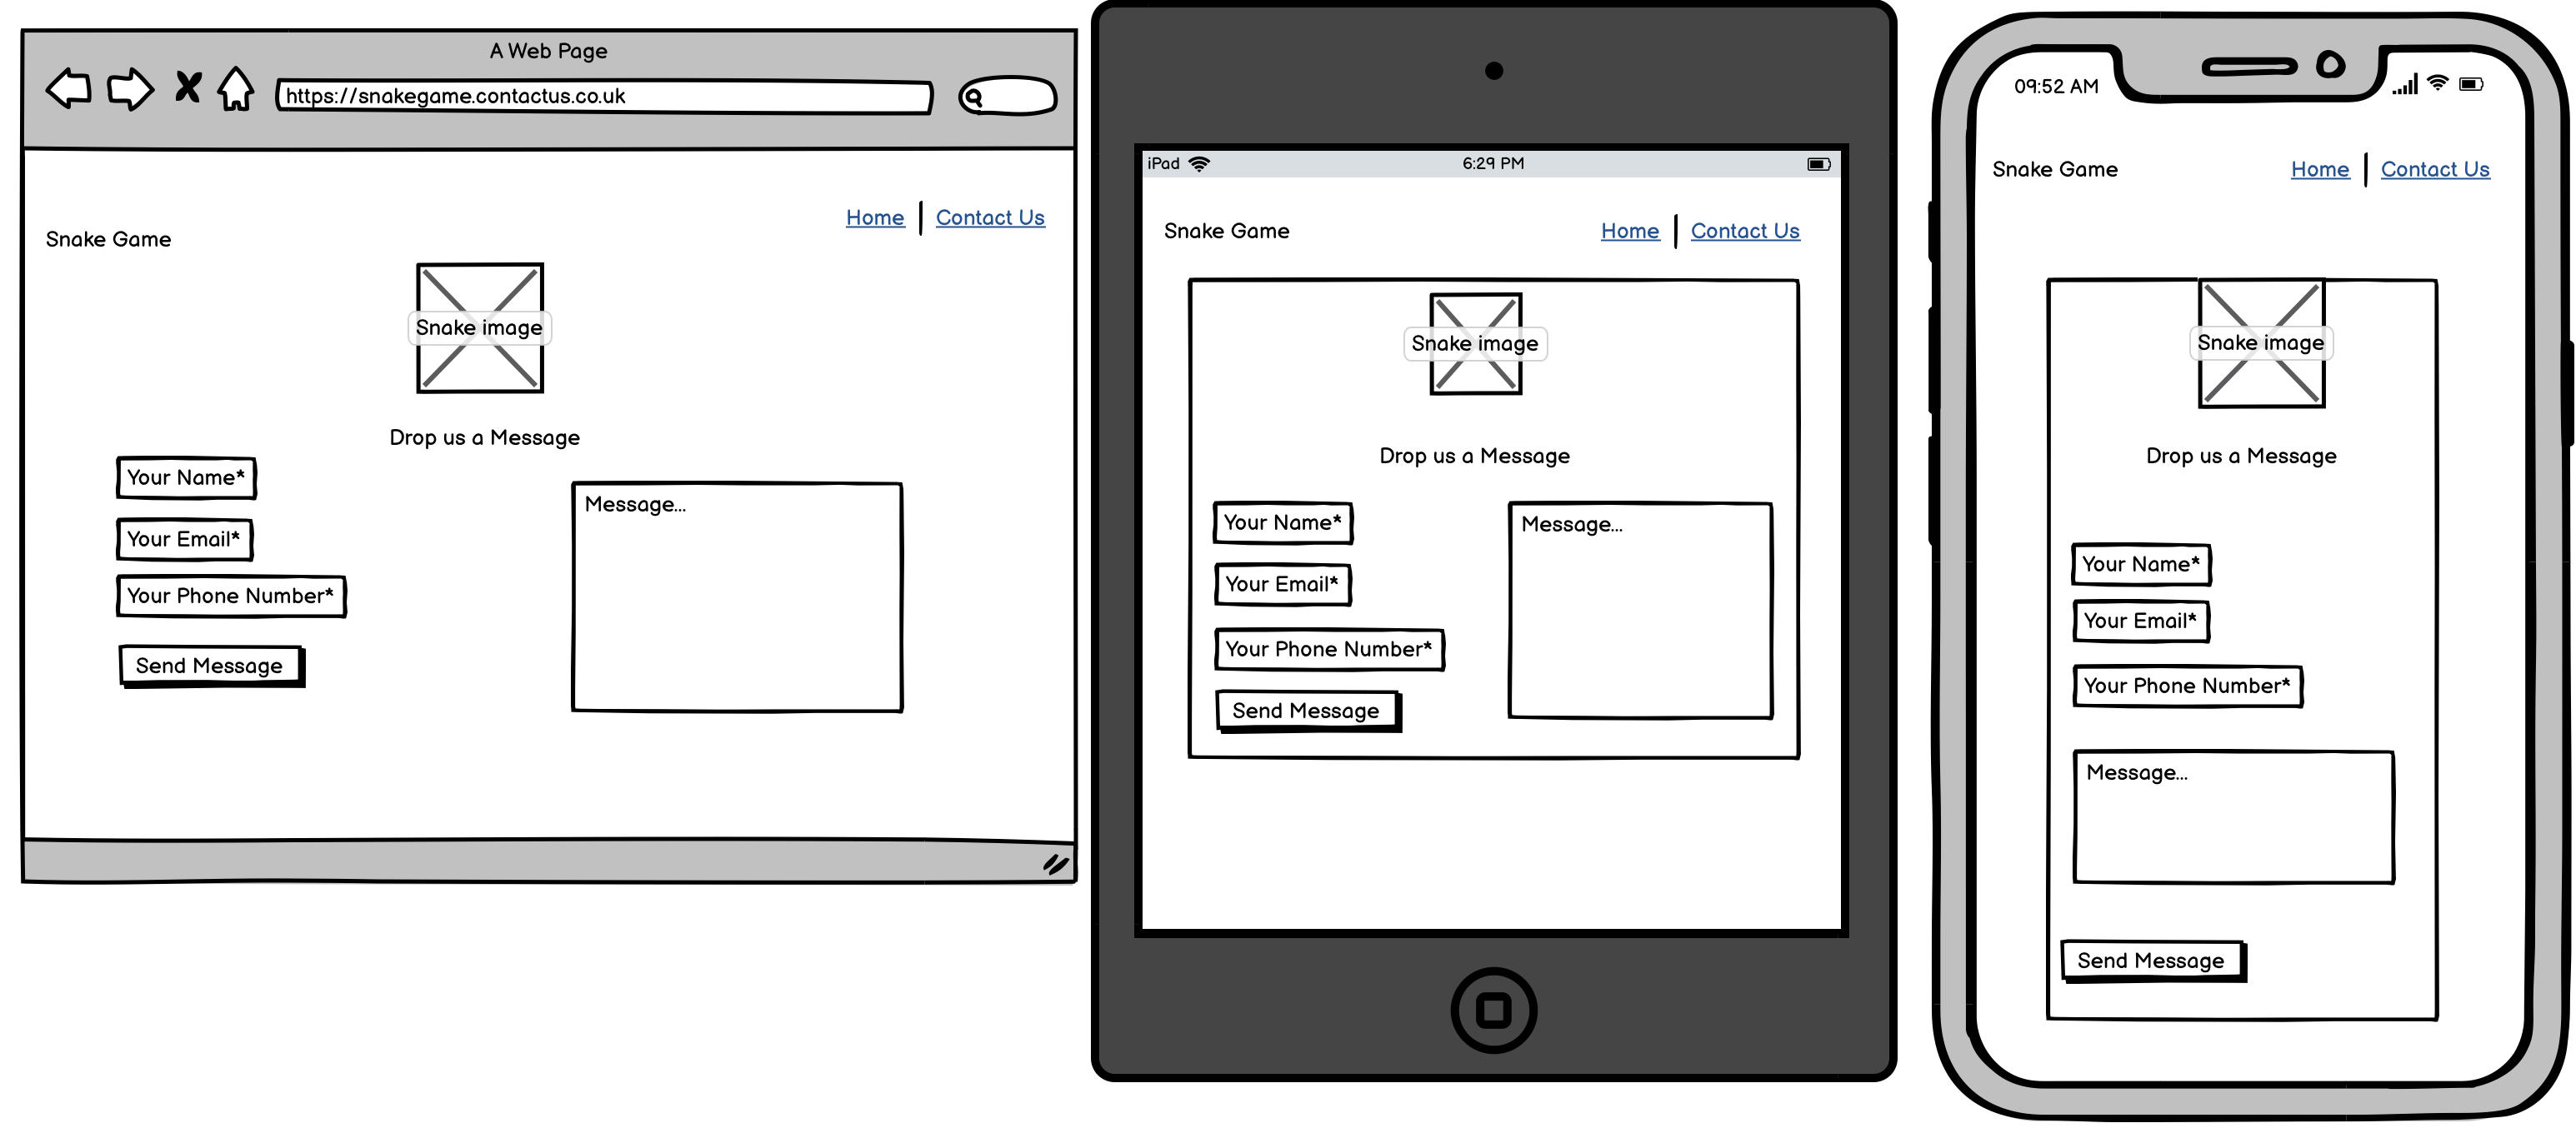 A Web Page
https://snakegame.contactus.co.uk
Home | Contact Us
Snake Game
Snake image
Drop us a Message
Your Name*
Your Email*
Your Phone Number*
Send Message
Message...
iPad
6:29 PM
Snake Game
Home | Contact Us
Snake image
Drop us a Message
Your Name*
Your Email*
Your Phone Number*
Send Message
Message...
09:52 AM
Snake Game
Home | Contact Us
Snake image
Drop us a Message
Your Name*
Your Email*
Your Phone Number*
Message...
Send Message